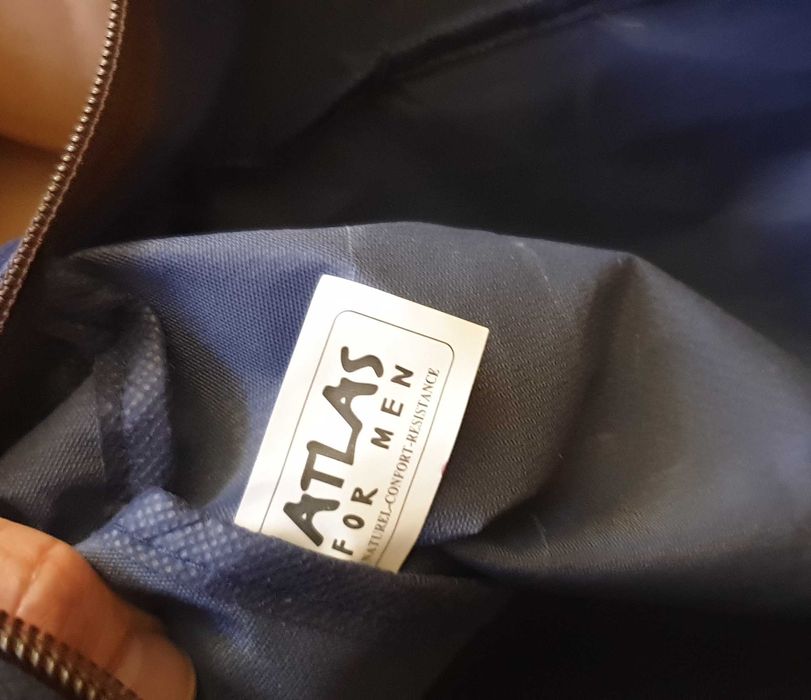 ATLAS
FOR MEN
NATUREL-CONFORT-RESISTANCE